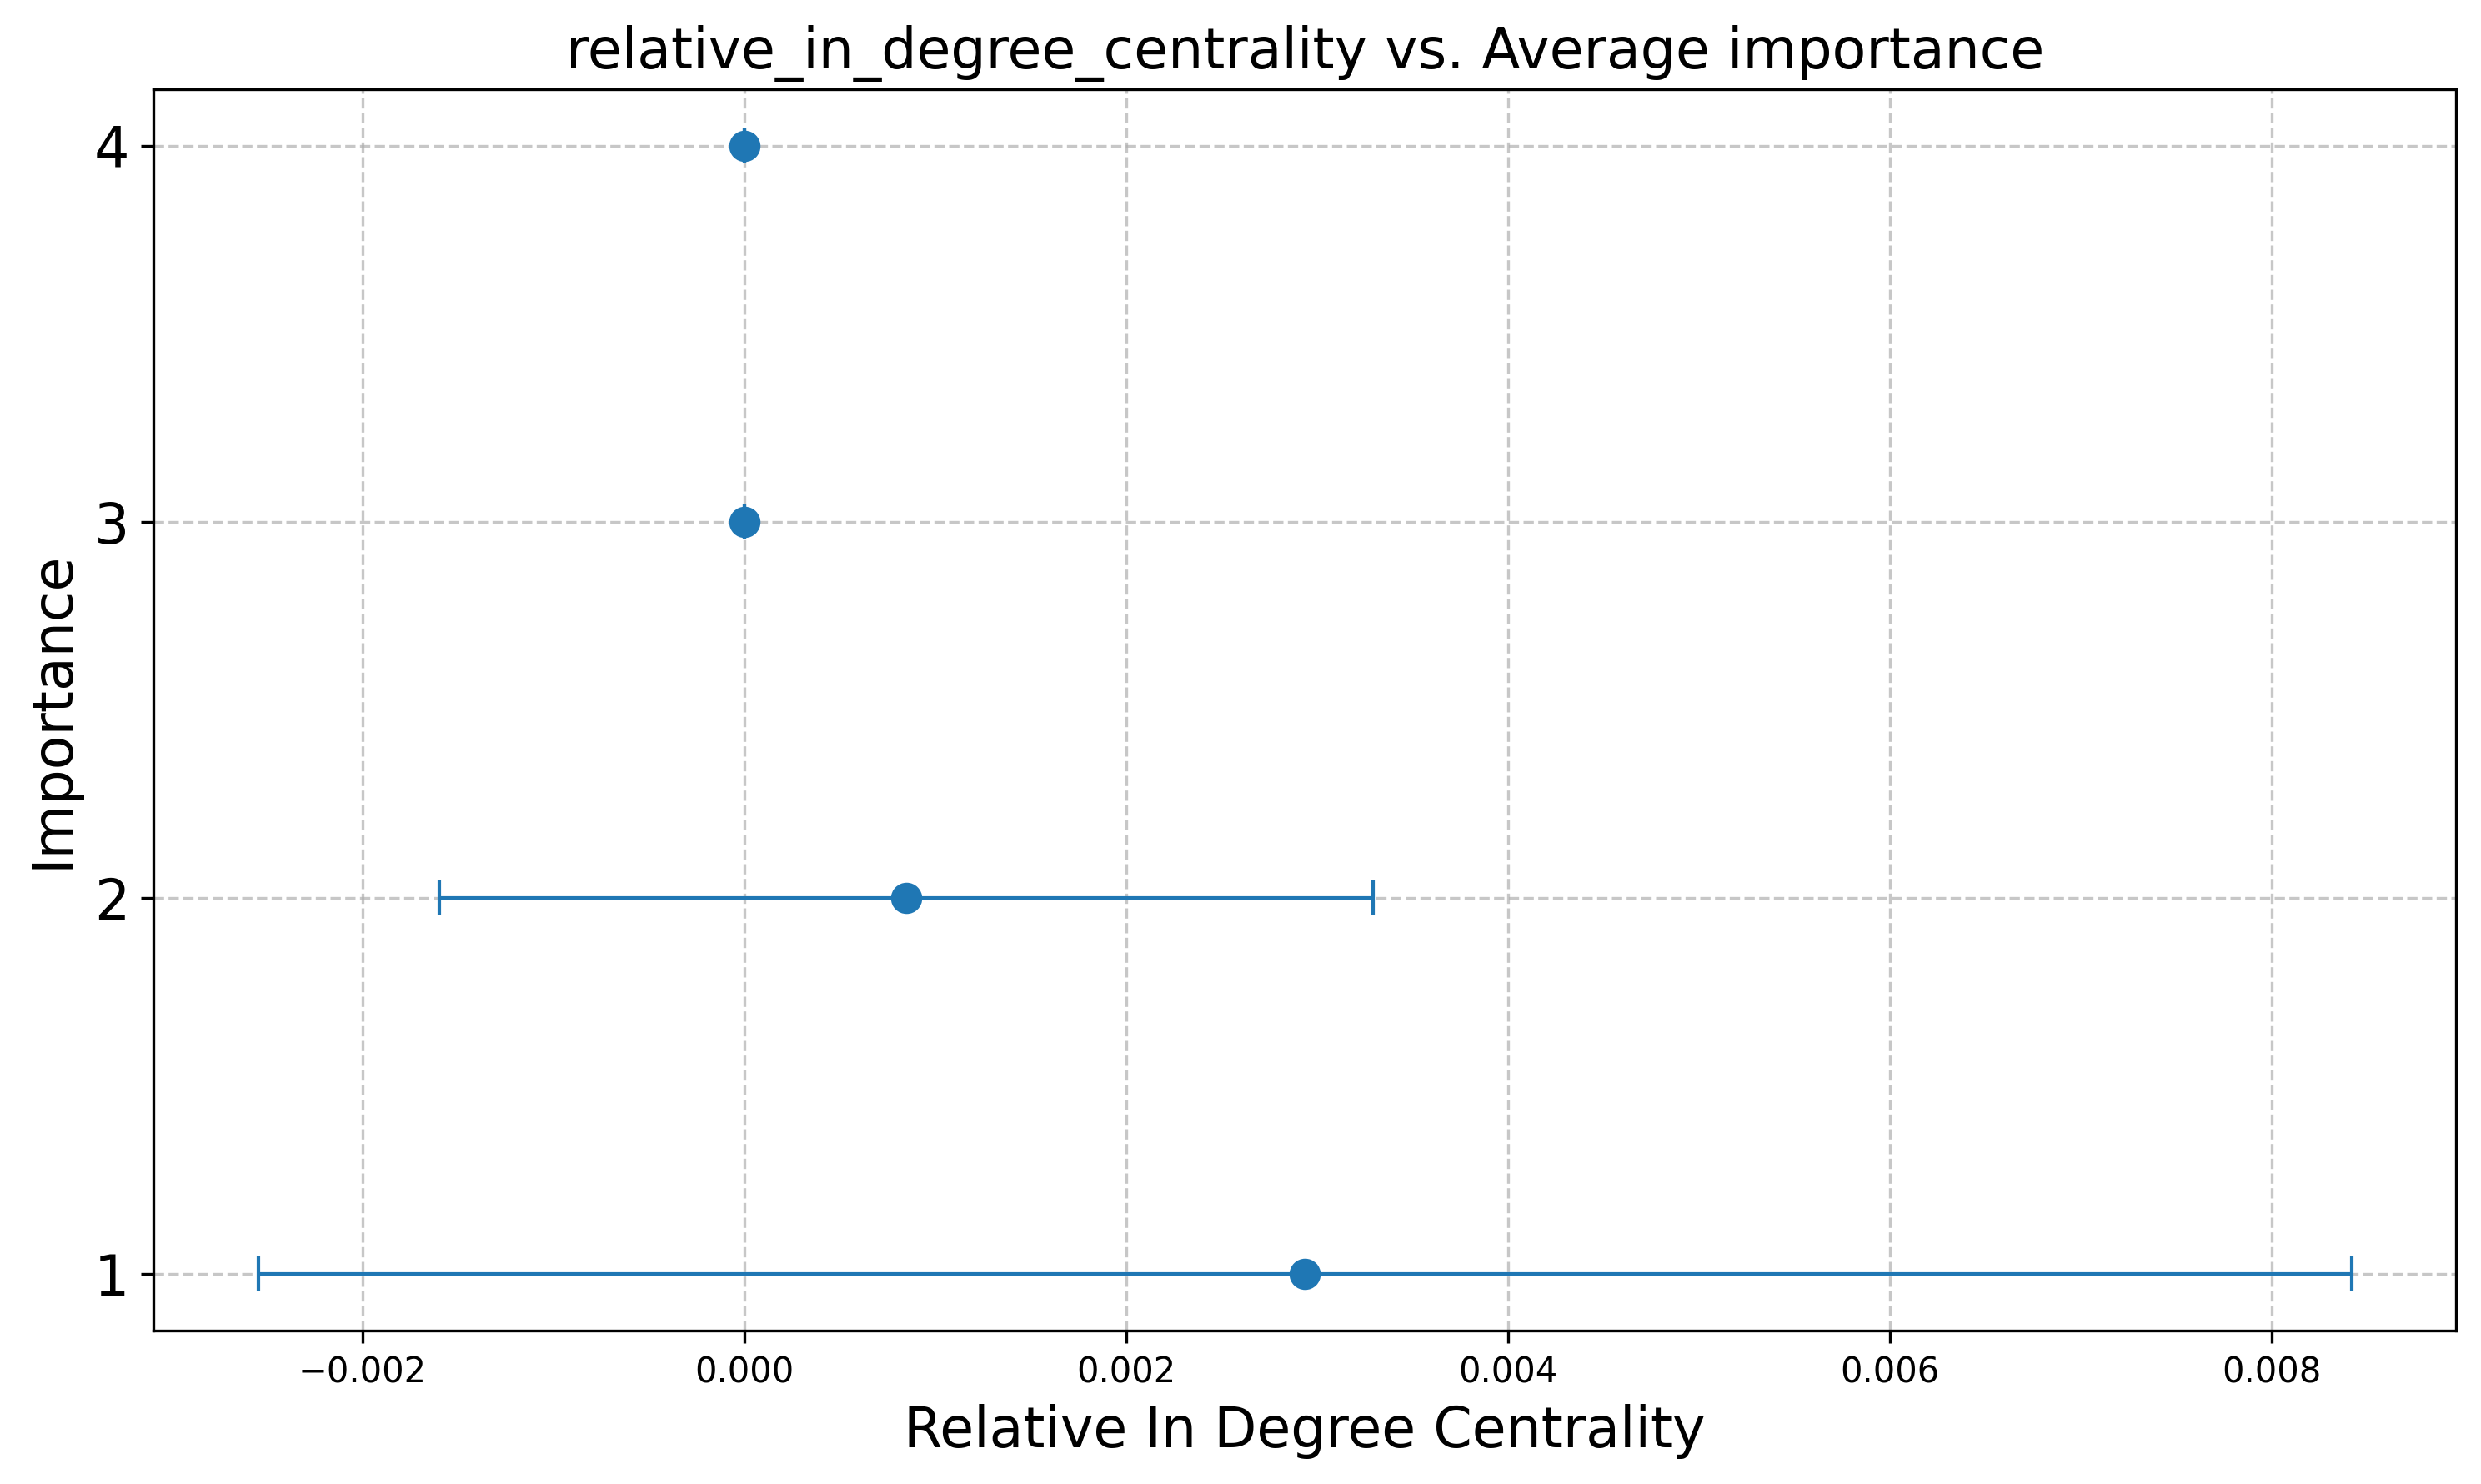 relative_in_degree_centrality vs. Average importance
Importance
4
3
2
1
−0.002 0.000 0.002 0.004 0.006 0.008
Relative In Degree Centrality